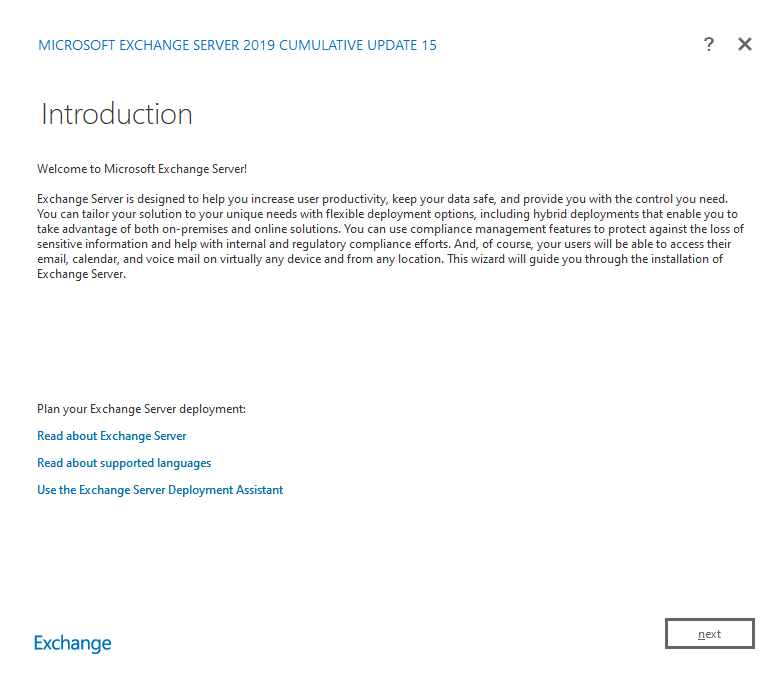 MICROSOFT EXCHANGE SERVER 2019 CUMULATIVE UPDATE 15
?
Introduction
Welcome to Microsoft Exchange Server!
Exchange Server is designed to help you increase user productivity, keep your data safe, and provide you with the control you need.
You can tailor your solution to your unique needs with flexible deployment options, including hybrid deployments that enable you to
take advantage of both on-premises and online solutions. You can use compliance management features to protect against the loss of
sensitive information and help with internal and regulatory compliance efforts. And, of course, your users will be able to access their
email, calendar, and voice mail on virtually any device and from any location. This wizard will guide you through the installation of
Exchange Server.
Plan your Exchange Server deployment:
Read about Exchange Server
Read about supported languages
Use the Exchange Server Deployment Assistant
Exchange
next